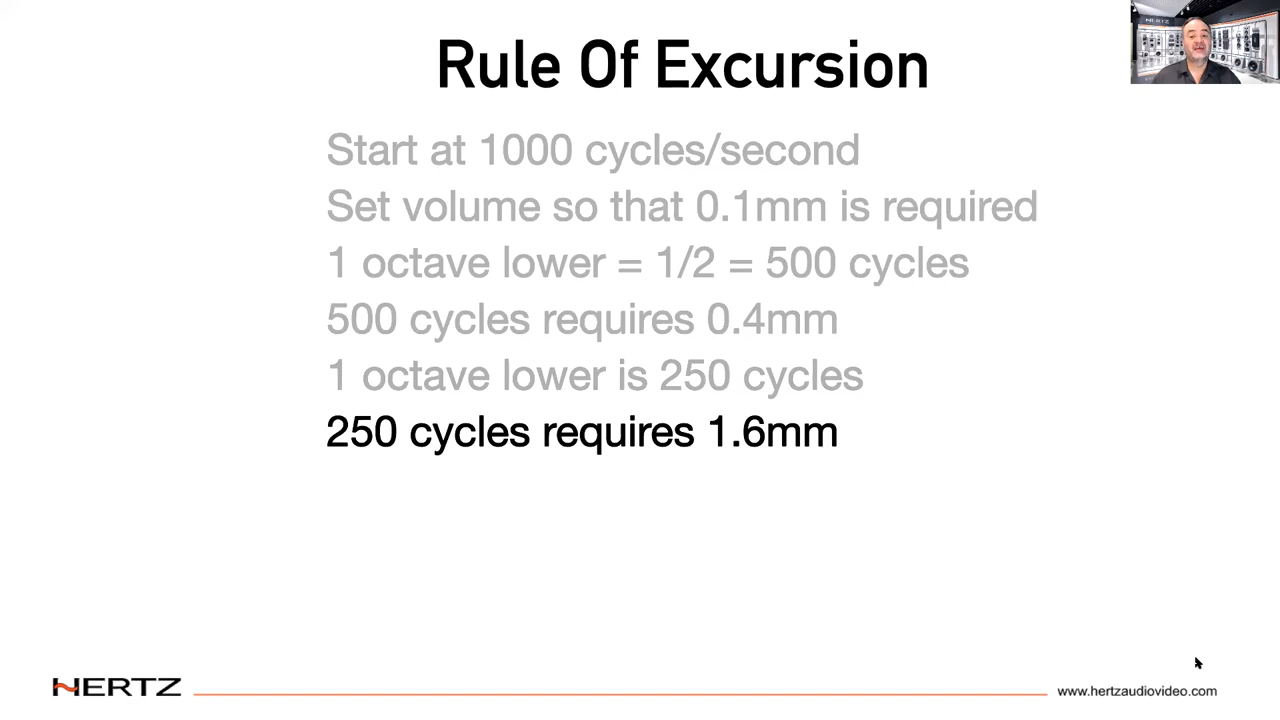 Rule Of Excursion
HERTZ
Start at 1000 cycles/second
Set volume so that 0.1mm is required
1 octave lower = 1/2 = 500 cycles
500 cycles requires 0.4mm
1 octave lower is 250 cycles
250 cycles requires 1.6mm
HERTZ
www.hertzaudiovideo.com